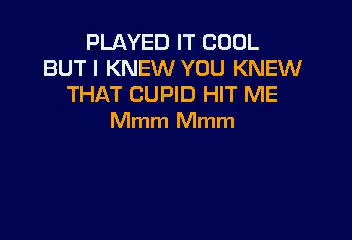 PLAYED IT COOL
BUT I KNEW YOU KNEW
THAT CUPID HIT ME
Mmm Mmm